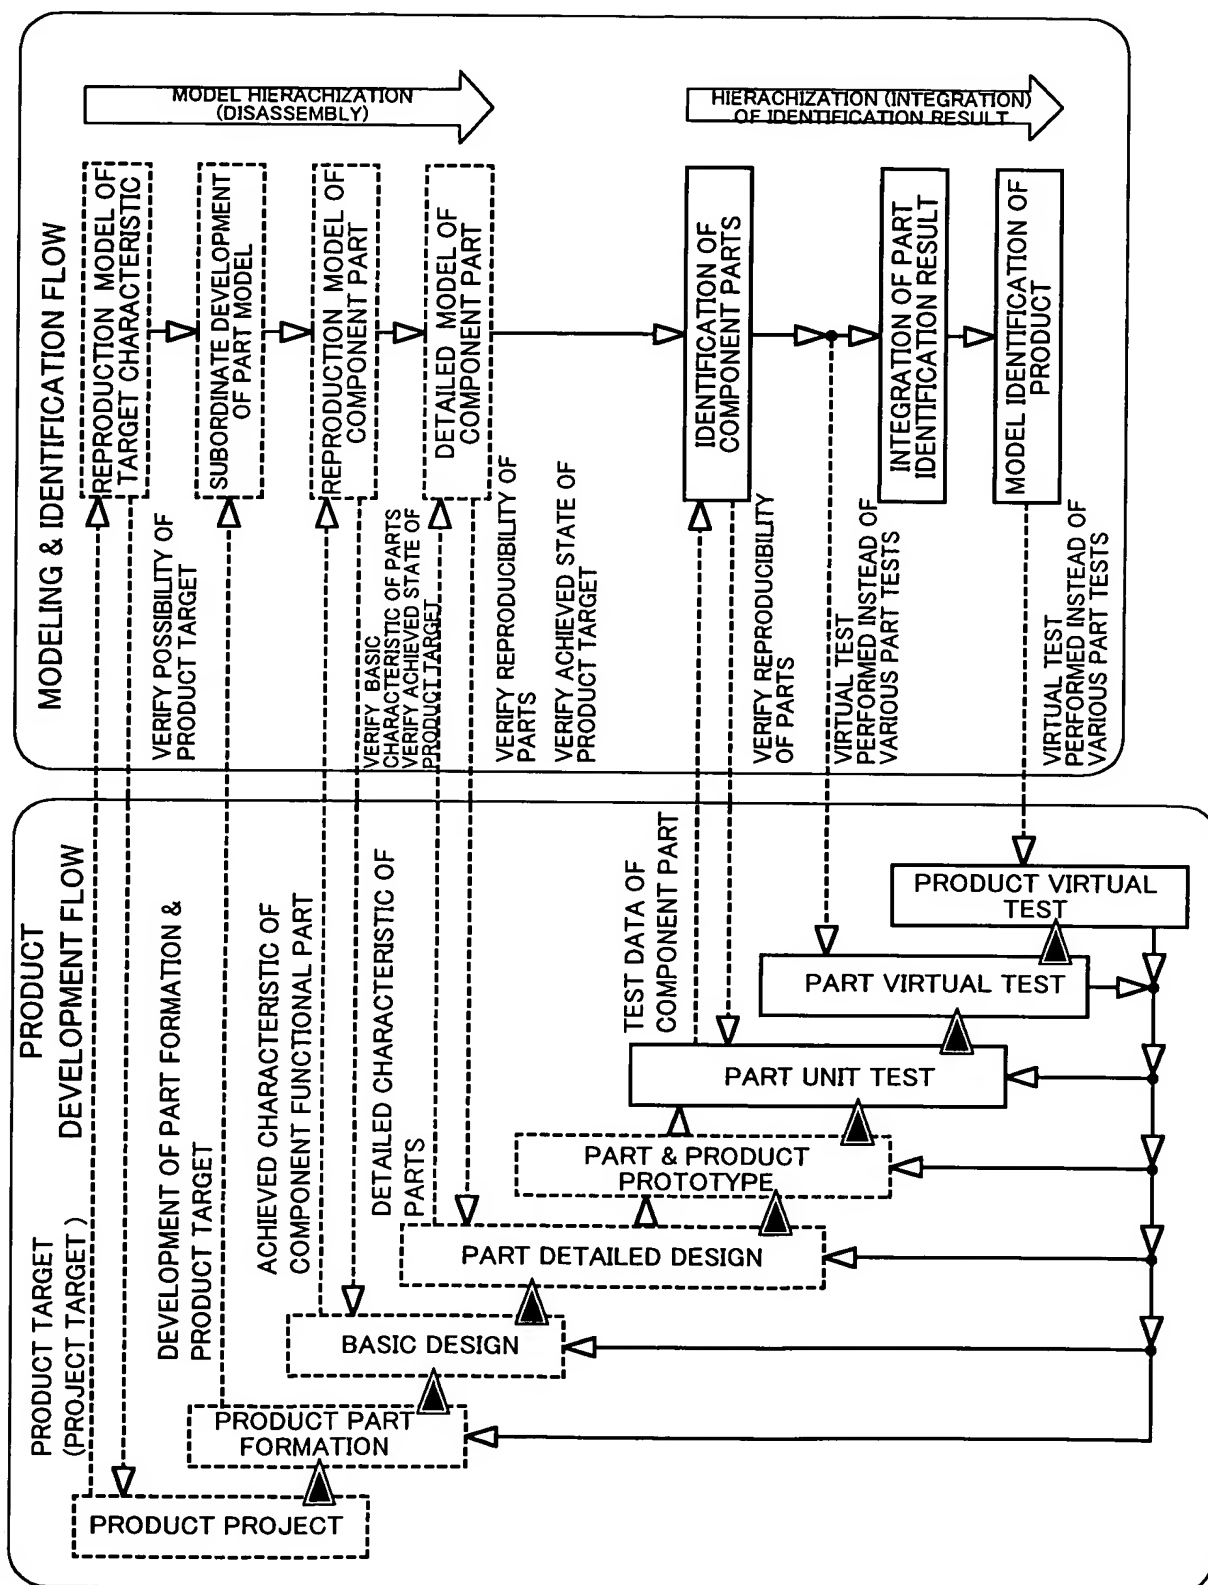 MODELING & IDENTIFICATION FLOW
MODEL HIERACHIZATION
(DISASSEMBLY)
HIERACHIZATION (INTEGRATION)
OF IDENTIFICATION RESULT
REPRODUCTION MODEL OF
TARGET CHARACTERISTIC
SUBORDINATE DEVELOPMENT
OF PART MODEL
REPRODUCTION MODEL OF
COMPONENT PART
DETAILED MODEL OF
COMPONENT PART
IDENTIFICATION OF
COMPONENT PARTS
INTEGRATION OF PART
IDENTIFICATION RESULT
MODEL IDENTIFICATION OF
PRODUCT
VERIFY POSSIBILITY OF
PRODUCT TARGET
VERIFY BASIC
CHARACTERISTIC OF PARTS
VERIFY ACHIEVED STATE OF
PRODUCT TARGET
VERIFY REPRODUCIBILITY OF
PARTS
VERIFY ACHIEVED STATE OF
PRODUCT TARGET
VERIFY REPRODUCIBILITY
OF PARTS
VIRTUAL TEST
PERFORMED INSTEAD OF
VARIOUS PART TESTS
VIRTUAL TEST
PERFORMED INSTEAD OF
VARIOUS PART TESTS
PRODUCT
DEVELOPMENT FLOW
PRODUCT TARGET
(PROJECT TARGET )
DEVELOPMENT OF PART FORMATION &
PRODUCT TARGET
ACHIEVED CHARACTERISTIC OF
COMPONENT FUNCTIONAL PART
DETAILED CHARACTERISTIC OF
PARTS
TEST DATA OF
COMPONENT PART
PRODUCT VIRTUAL
TEST
PART VIRTUAL TEST
PART UNIT TEST
PART & PRODUCT
PROTOTYPE
PART DETAILED DESIGN
BASIC DESIGN
PRODUCT PART
FORMATION
PRODUCT PROJECT